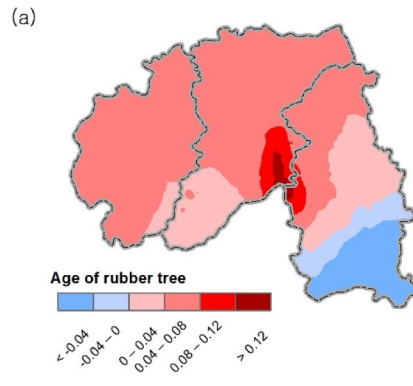 (a)
Age of rubber tree
< -0.04
-0.04 – 0
0 – 0.04
0.04 – 0.08
0.08 – 0.12
> 0.12